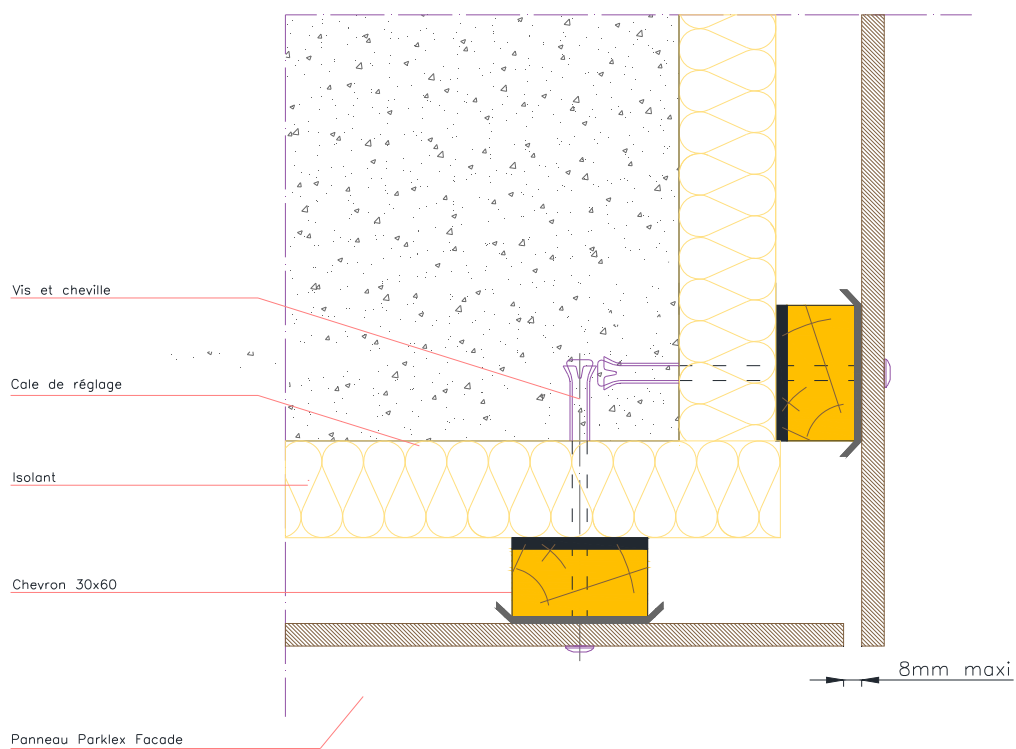 Vis et cheville
Cale de réglage
Isolant
Chevron 30x60
8mm maxi
Panneau Parklex Facade